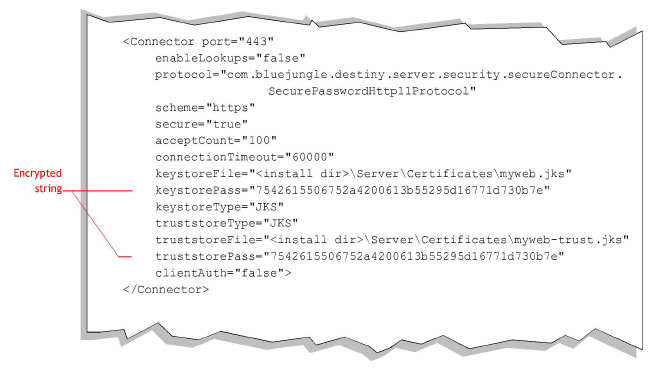 <Connector port="443"
enableLookups="false"
protocol="com.bluejungle.destiny.server.security.secureConnector.
SecurePasswordHttp11Protocol"
scheme="https"
secure="true"
acceptCount="100"
connectionTimeout="60000"
keystoreFile="<install dir>\Server\Certificates\myweb.jks"
Encrypted
string
keystorePass="7542615506752a4200613b55295d16771d730b7e"
keystoreType="JKS"
truststoreType="JKS"
truststoreFile="<install dir>\Server\Certificates\myweb-trust.jks"
truststorePass="7542615506752a4200613b55295d16771d730b7e"
clientAuth="false">
</Connector>